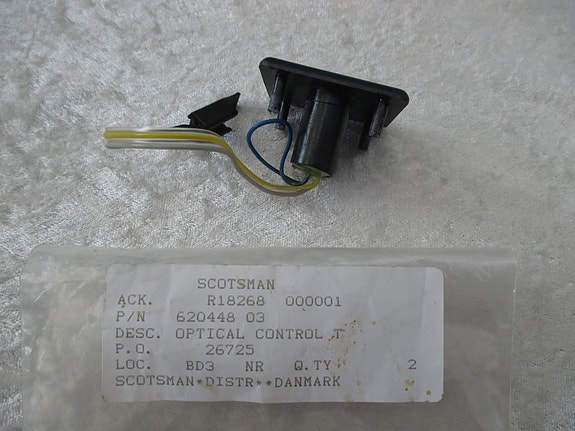 SCOTSMAN
ACK. R18268 000001
P/N 620448 03
DESC. OPTICAL CONTROL T
P.O. 26725
LOC. BD3 NR Q.TY 2
SCOTSMAN*DISTR**DANMARK